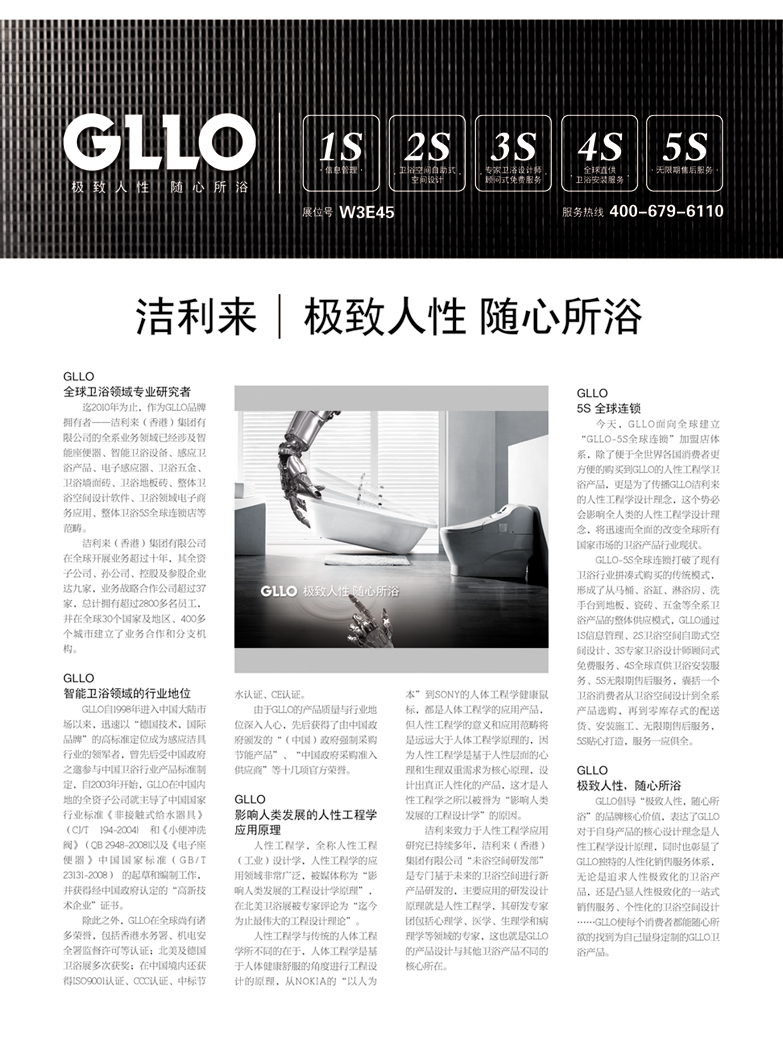 GLLO
极致人性 随心所浴
1S
·信息管理·
2S
·卫浴空间自助式
空间设计·
3S
·专家卫浴设计师
顾问式免费服务·
4S
·全球直供
卫浴安装服务·
5S
·无限期售后服务·
展位号 W3E45
服务热线 400-679-6110
洁利来｜极致人性 随心所浴
GLLO
全球卫浴领域专业研究者
迄2010年为止，作为GLLO品牌
拥有者——洁利来（香港）集团有
限公司的全系业务领域已经涉及智
能座便器、智能卫浴设备、感应卫
浴产品、电子感应器、卫浴五金、
卫浴墙面砖、卫浴地板砖、整体卫
浴空间设计软件、卫浴领域电子商
务应用、整体卫浴5S全球连锁店等
范畴。
洁利来（香港）集团有限公司
在全球开展业务超过十年，其全资
子公司、孙公司、控股及参股企业
达九家，业务战略合作公司超过37
家，总计拥有超过2800多名员工，
并在全球30个国家及地区、400多
个城市建立了业务合作和分支机
构。
GLLO
智能卫浴领域的行业地位
GLLO自1998年进入中国大陆市
场以来，迅速以“德国技术，国际
品牌”的高标准定位成为感应洁具
行业的领军者，曾先后受中国政府
之邀参与中国卫浴行业产品标准制
定，自2003年开始，GLLO在中国内
地的全资子公司就主导了中国国家
行业标准《非接触式给水器具》
（CJ/T 194-2004）和《小便冲洗
阀》（QB 2948-2008)以及《电子座
便器》中国国家标准（GB/T
23131-2008）的起草和编制工作，
并获得经中国政府认定的“高新技
术企业”证书。
除此之外，GLLO在全球尚有诸
多荣誉，包括香港水务署、机电安
全署监督许可等认证；北美及德国
卫浴展多次获奖；在中国境内还获
得ISO9001认证、CCC认证、中标节
GLLO 极致人性 随心所浴
水认证、CE认证。
由于GLLO的产品质量与行业地
位深入人心，先后获得了由中国政
府颁发的“（中国）政府强制采购
节能产品”、“中国政府采购准入
供应商”等十几项官方荣誉。
GLLO
影响人类发展的人性工程学
应用原理
人性工程学，全称人性工程
（工业）设计学，人性工程学的应
用领域非常广泛，被媒体称为“影
响人类发展的工程设计学原理”，
在北美卫浴展被专家评论为“迄今
为止最伟大的工程设计理论”。
人性工程学与传统的人体工程
学所不同的在于，人体工程学是基
于人体健康舒服的角度进行工程设
计的原理，从NOKIA的“以人为
本”到SONY的人体工程学健康鼠
标，都是人体工程学的应用产品，
但人性工程学的意义和应用范畴将
是远远大于人体工程学原理的，因
为人性工程学是基于人性层面的心
理和生理双重需求为核心原理，设
计出真正人性化的产品，这才是人
性工程学之所以被誉为“影响人类
发展的工程设计学”的原因。
洁利来致力于人性工程学应用
研究已持续多年，洁利来（香港）
集团有限公司“未浴空间研发部”
是专门基于未来的卫浴空间进行新
产品研发的，主要应用的研发设计
原理就是人性工程学，其研发专家
团包括心理学、医学、生理学和病
理学等领域的专家，这也就是GLLO
的产品设计与其他卫浴产品不同的
核心所在。
GLLO
5S 全球连锁
今天，GLLO面向全球建立
“GLLO-5S全球连锁”加盟店体
系，除了便于全世界各国消费者更
方便的购买到GLLO的人性工程学卫
浴产品，更是为了传播GLLO洁利来
的人性工程学设计理念，这个势必
会影响全人类的人性工程学设计理
念，将迅速而全面的改变全球所有
国家市场的卫浴产品行业现状。
GLLO-5S全球连锁打破了现有
卫浴行业拼凑式购买的传统模式，
形成了从马桶、浴缸、淋浴房、洗
手台到地板、瓷砖、五金等全系卫
浴产品的整体供应模式，GLLO通过
1S信息管理、2S卫浴空间自助式空
间设计、3S专家卫浴设计师顾问式
免费服务、4S全球直供卫浴安装服
务、5S无限期售后服务，囊括一个
卫浴消费者从卫浴空间设计到全系
产品选购，再到零库存式的配送
货、安装施工、无限期售后服务，
5S贴心打造，服务一应俱全。
GLLO
极致人性，随心所浴
GLLO倡导“极致人性，随心所
浴”的品牌核心价值，表达了GLLO
对于自身产品的核心设计理念是人
性工程学设计原理，同时也彰显了
GLLO独特的人性化销售服务体系，
无论是追求人性极致化的卫浴产
品，还是凸显人性极致化的一站式
销售服务、个性化的卫浴空间设计
……GLLO使每个消费者都能随心所
欲的找到为自己量身定制的GLLO卫
浴产品。